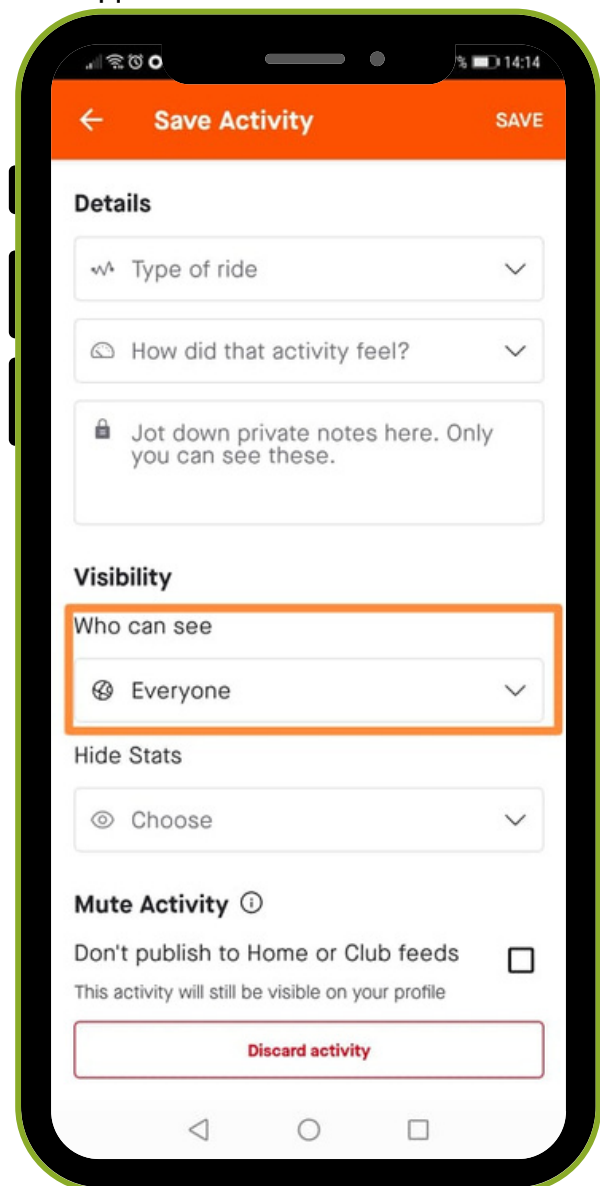 % 14:14
Save Activity SAVE
Details
Type of ride
How did that activity feel?
Jot down private notes here. Only
you can see these.
Visibility
Who can see
Everyone
Hide Stats
Choose
Mute Activity
Don't publish to Home or Club feeds
This activity will still be visible on your profile
Discard activity